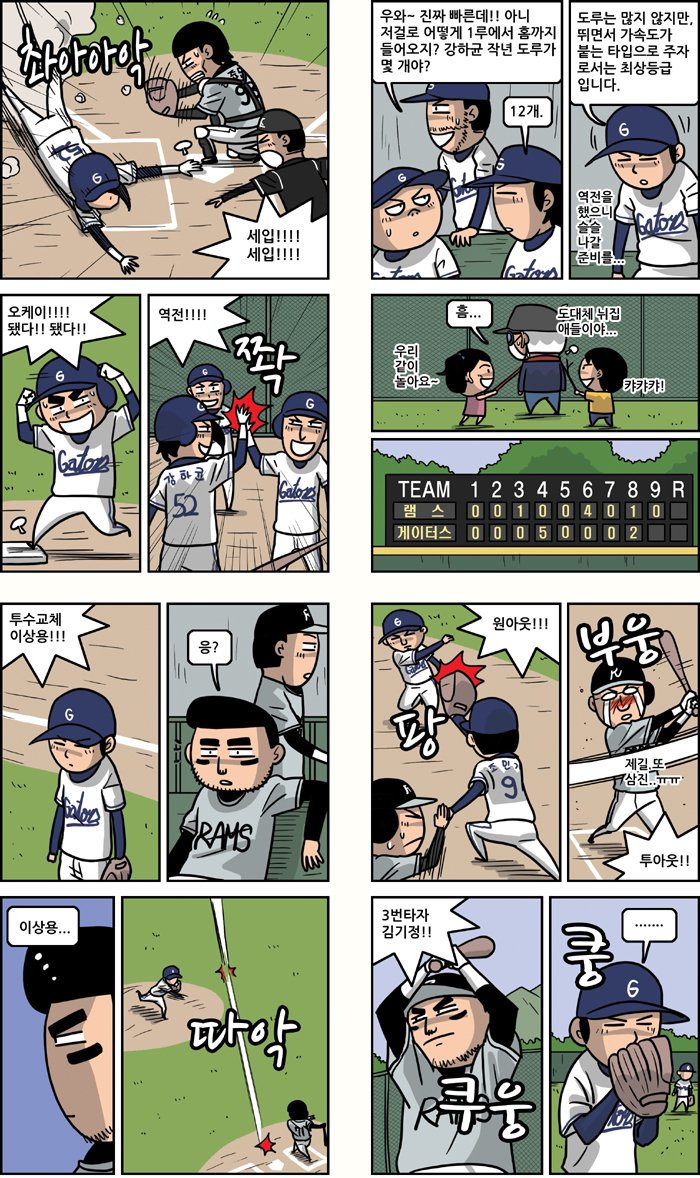 촤아아악
52
9
G
세입!!!!
세입!!!!
오케이!!!!
됐다!! 됐다!!
G
Gators
역전!!!!
쫙
G
G
강하균
52
Gators
우와~ 진짜 빠른데!! 아니
저걸로 어떻게 1루에서 홈까지
들어오지? 강하균 작년 도루가
몇 개야?
12개.
G
G
G
도루는 많지 않지만,
뛰면서 가속도가
붙는 타입으로 주자
로서는 최상등급
입니다.
G
역전을
했으니
슬슬
나갈
준비를...
Gators
흠...
도대체 뉘집
애들이야...
우리
같이
놀아요~
캬캬캬!
TEAM 1 2 3 4 5 6 7 8 9 R
램 스 0 0 1 0 0 4 0 1 0
게이터스 0 0 0 5 0 0 0 2
투수교체
이상용!!!
G
Gators
응?
R
RAMS
이상용...
따악
원아웃!!!
G
Gators
팡
9
부웅
R
제길 또
삼진..ㅠㅠ
투아웃!!
3번타자
김기정!!
쿠웅
.......
쿵
G